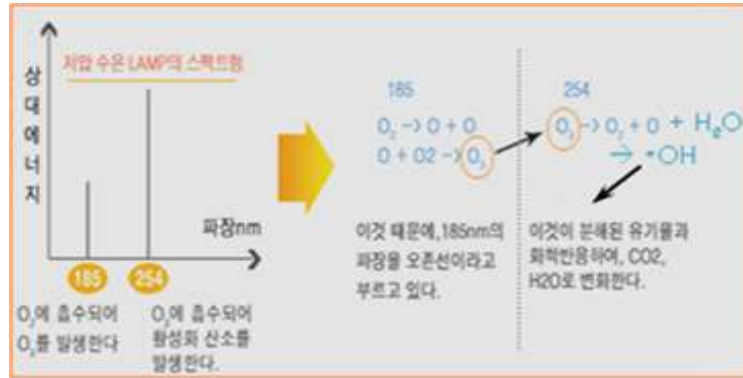 저압 수은 LAMP의 스펙트럼
상대에너지
파장nm
185
254
O₂에 흡수되어
O₃를 발생한다
O₃에 흡수되어
활성화 산소를
발생한다.
185
O₂ -> O + O
O + O2 -> O₃
이것 때문에, 185nm의
파장을 오존선이라고
부르고 있다.
254
O₃ -> O₂ + O + H₂O
→ •OH
이것이 분해된 유기물과
화학반응하여, CO2,
H2O로 변화한다.